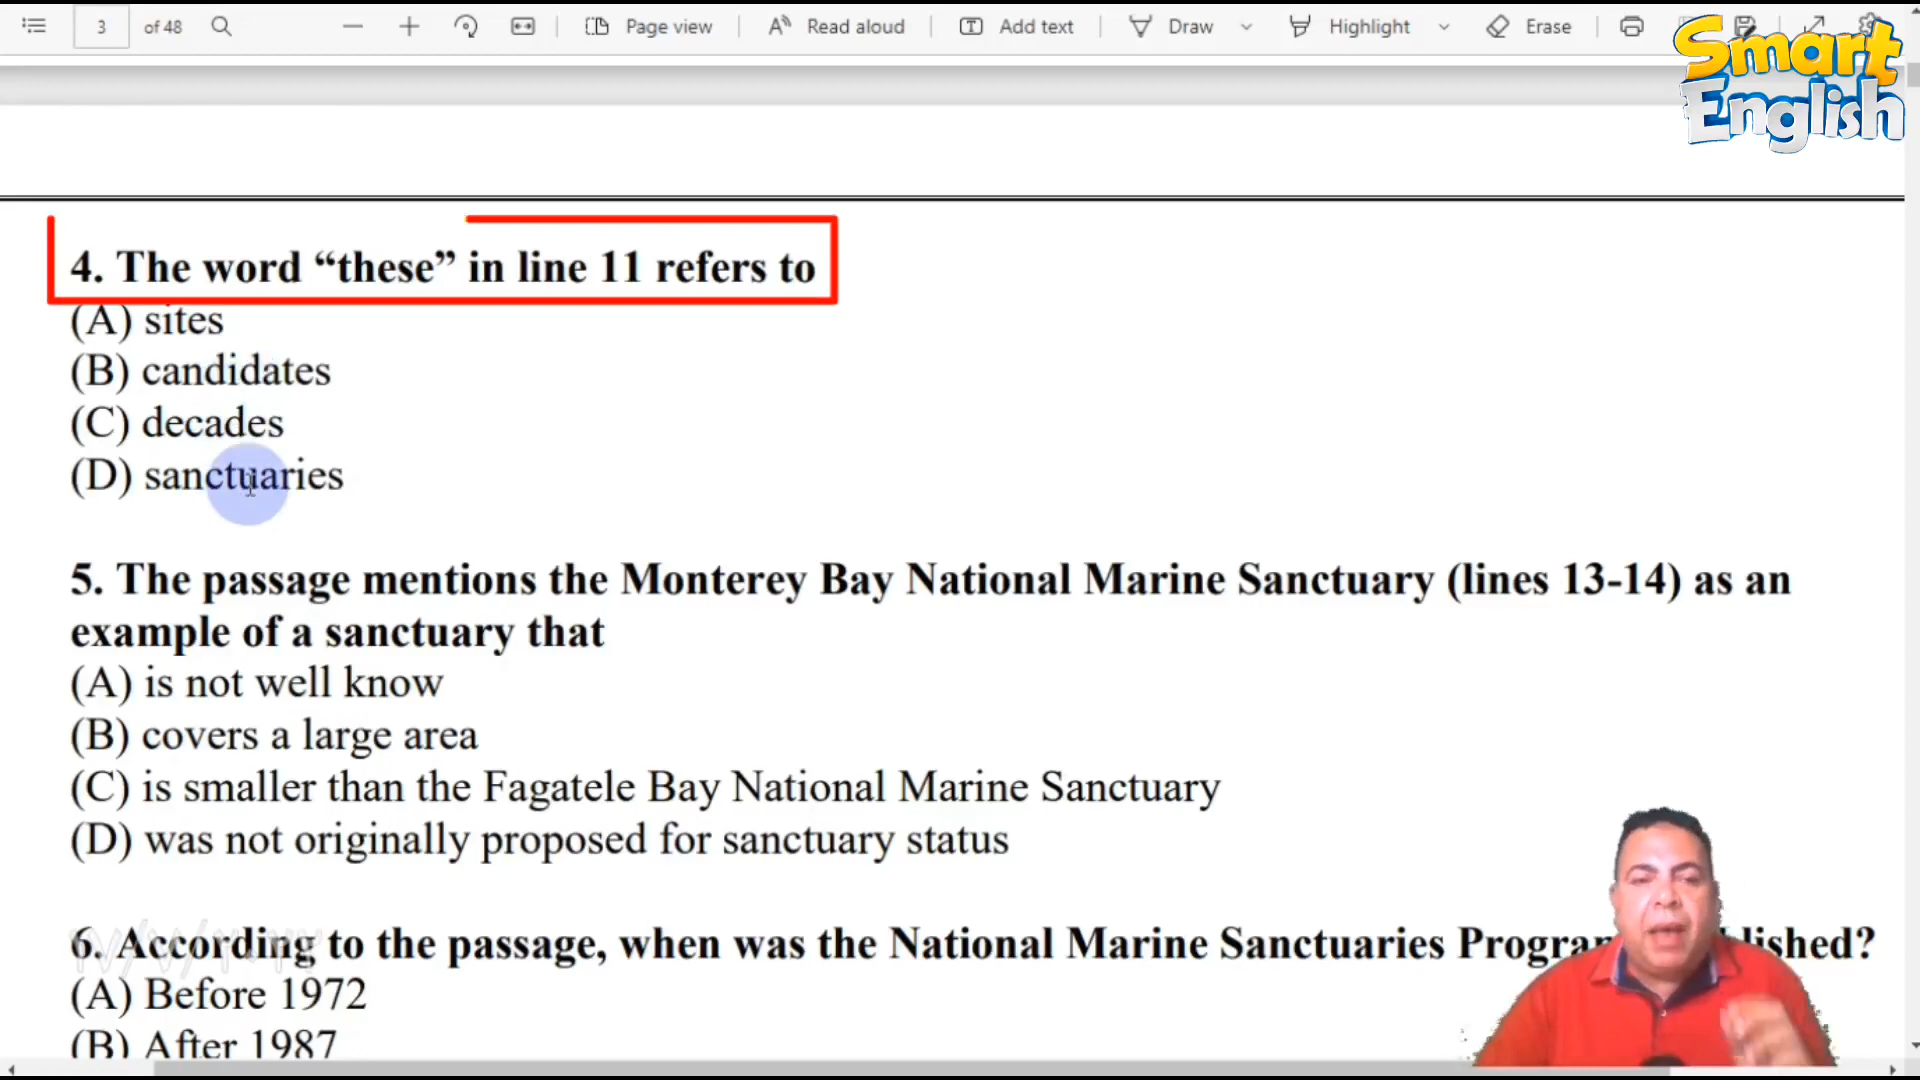 3 of 48 Page view Read aloud Add text Draw Highlight Erase
Smart
English
4. The word “these” in line 11 refers to
(A) sites
(B) candidates
(C) decades
(D) sanctuaries
5. The passage mentions the Monterey Bay National Marine Sanctuary (lines 13-14) as an
example of a sanctuary that
(A) is not well know
(B) covers a large area
(C) is smaller than the Fagatele Bay National Marine Sanctuary
(D) was not originally proposed for sanctuary status
6. According to the passage, when was the National Marine Sanctuaries
(A) Before 1972
(B) After 1987